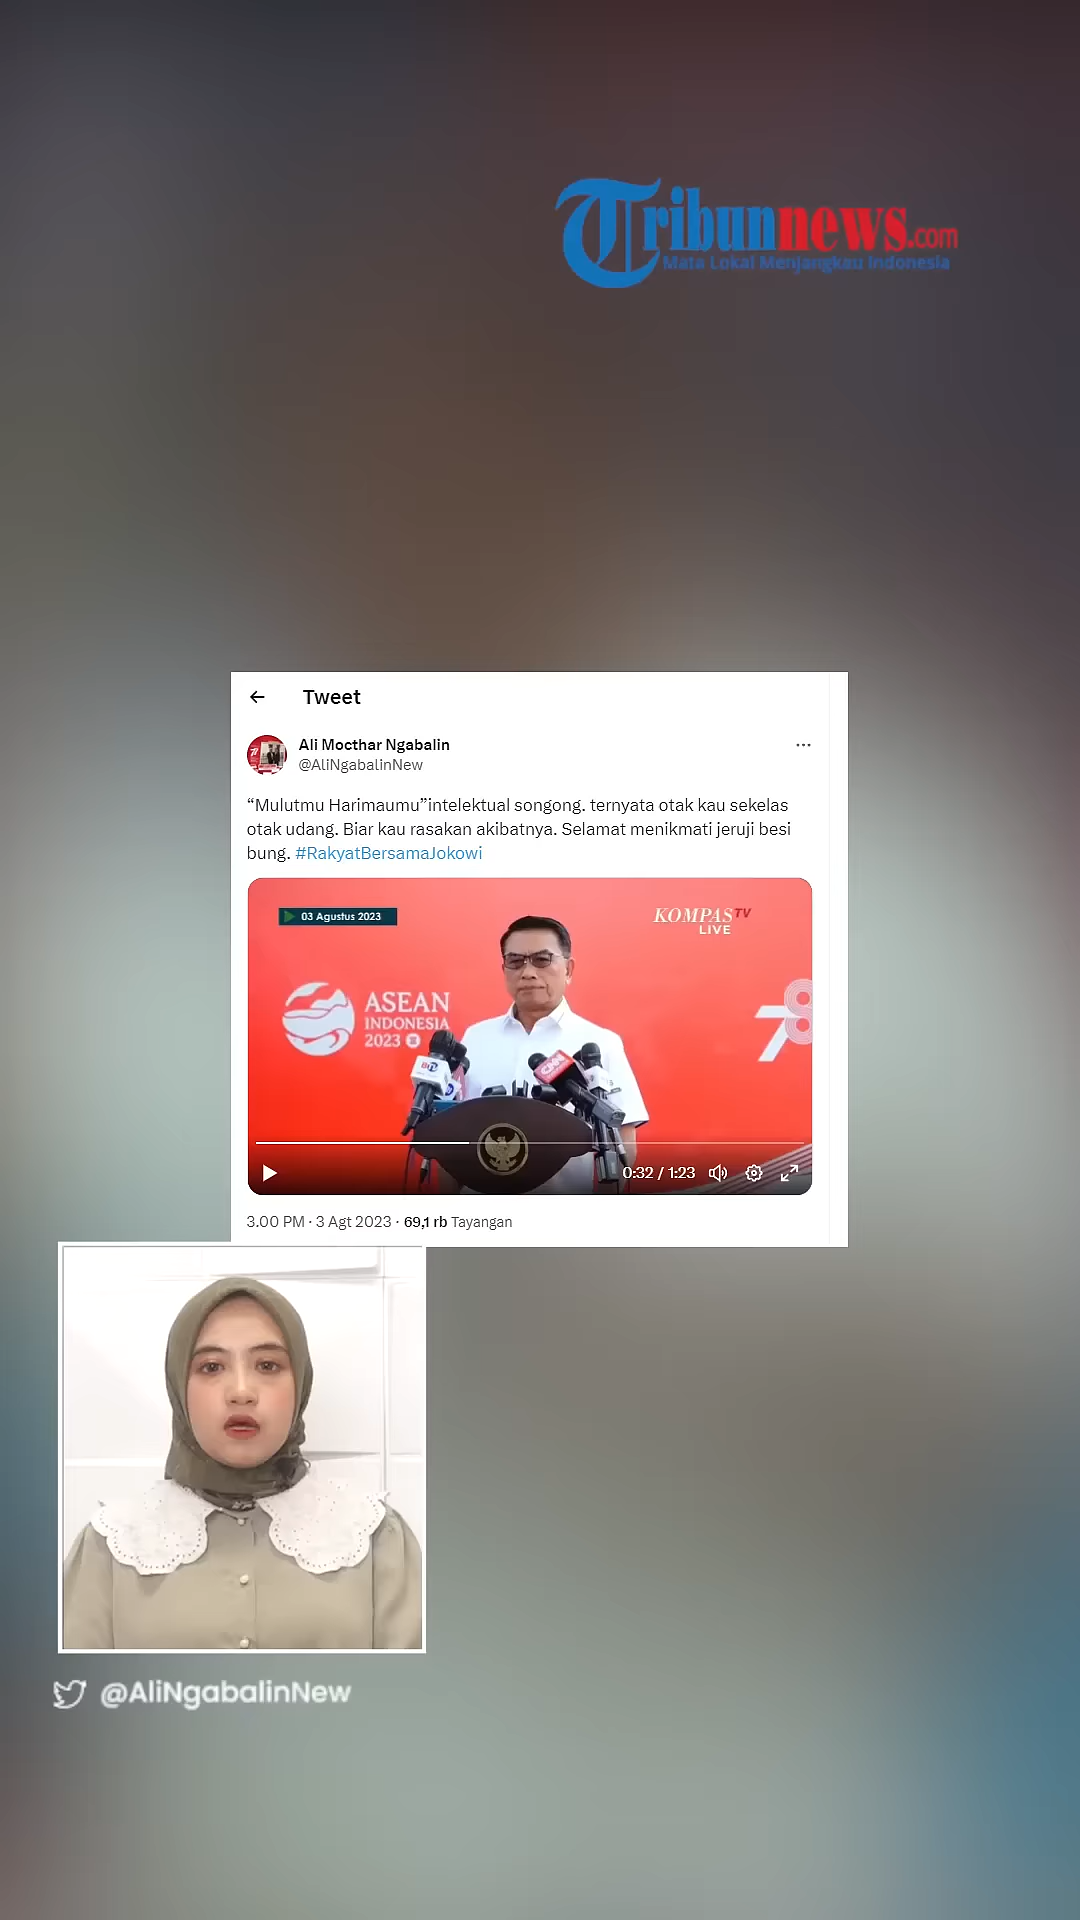 Tribunnews.com
Mata Lokal Menjangkau Indonesia
Tweet
Ali Mocthar Ngabalin
@AliNgabalinNew
“Mulutmu Harimaumu”intelektual songong. ternyata otak kau sekelas
otak udang. Biar kau rasakan akibatnya. Selamat menikmati jeruji besi
bung. #RakyatBersamaJokowi
03 Agustus 2023
KOMPAS TV
LIVE
ASEAN
INDONESIA
2023
78
CNN
0:32 / 1:23
3.00 PM · 3 Agt 2023 · 69,1 rb Tayangan
@AliNgabalinNew